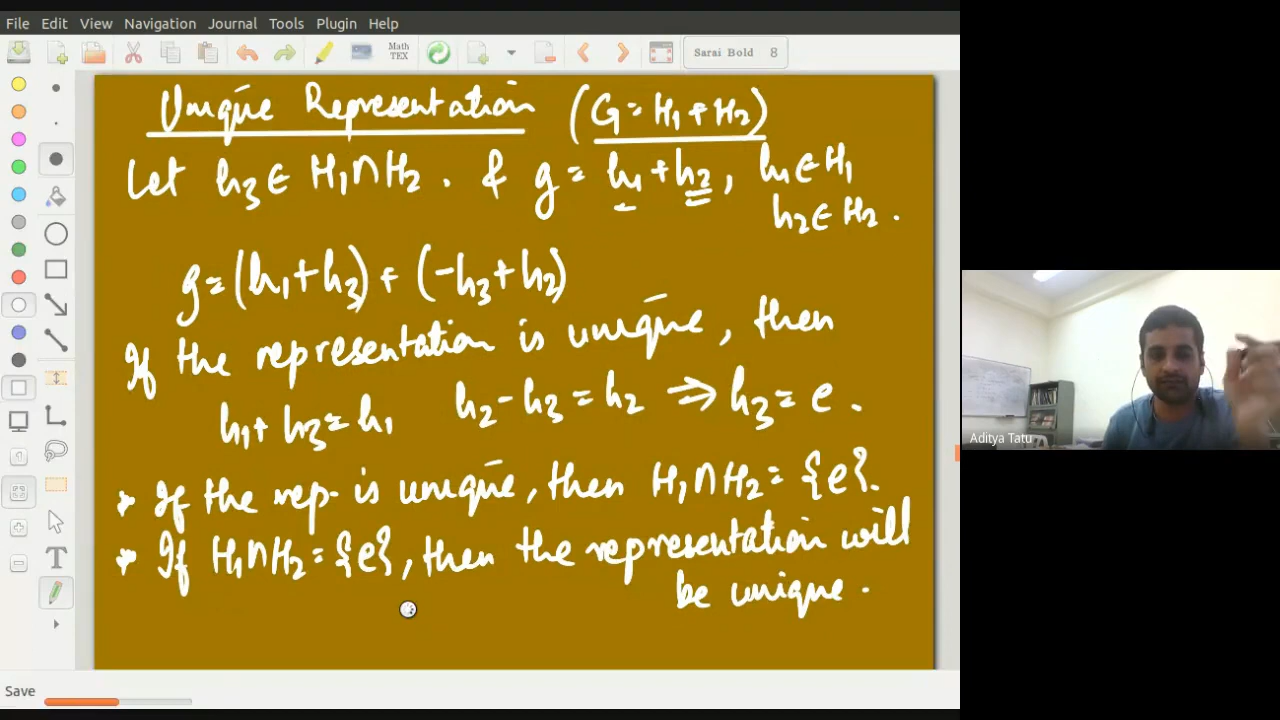 File Edit View Navigation Journal Tools Plugin Help
Math TEX Sarai Bold 8
Unique Representation (G = H₁ + H₂)
Let h₃ ∈ H₁∩H₂ . & g = h₁ + h₂, h₁ ∈ H₁
h₂ ∈ H₂ .
g = (h₁ + h₃) + (-h₃ + h₂)
If the representation is unique, then
h₁ + h₃ = h₁ h₂ - h₃ = h₂ ⇒ h₃ = e .
* If the rep. is unique, then H₁∩H₂ = {e}.
* If H₁∩H₂ = {e}, then the representation will
be unique .
Aditya Tatu
Save